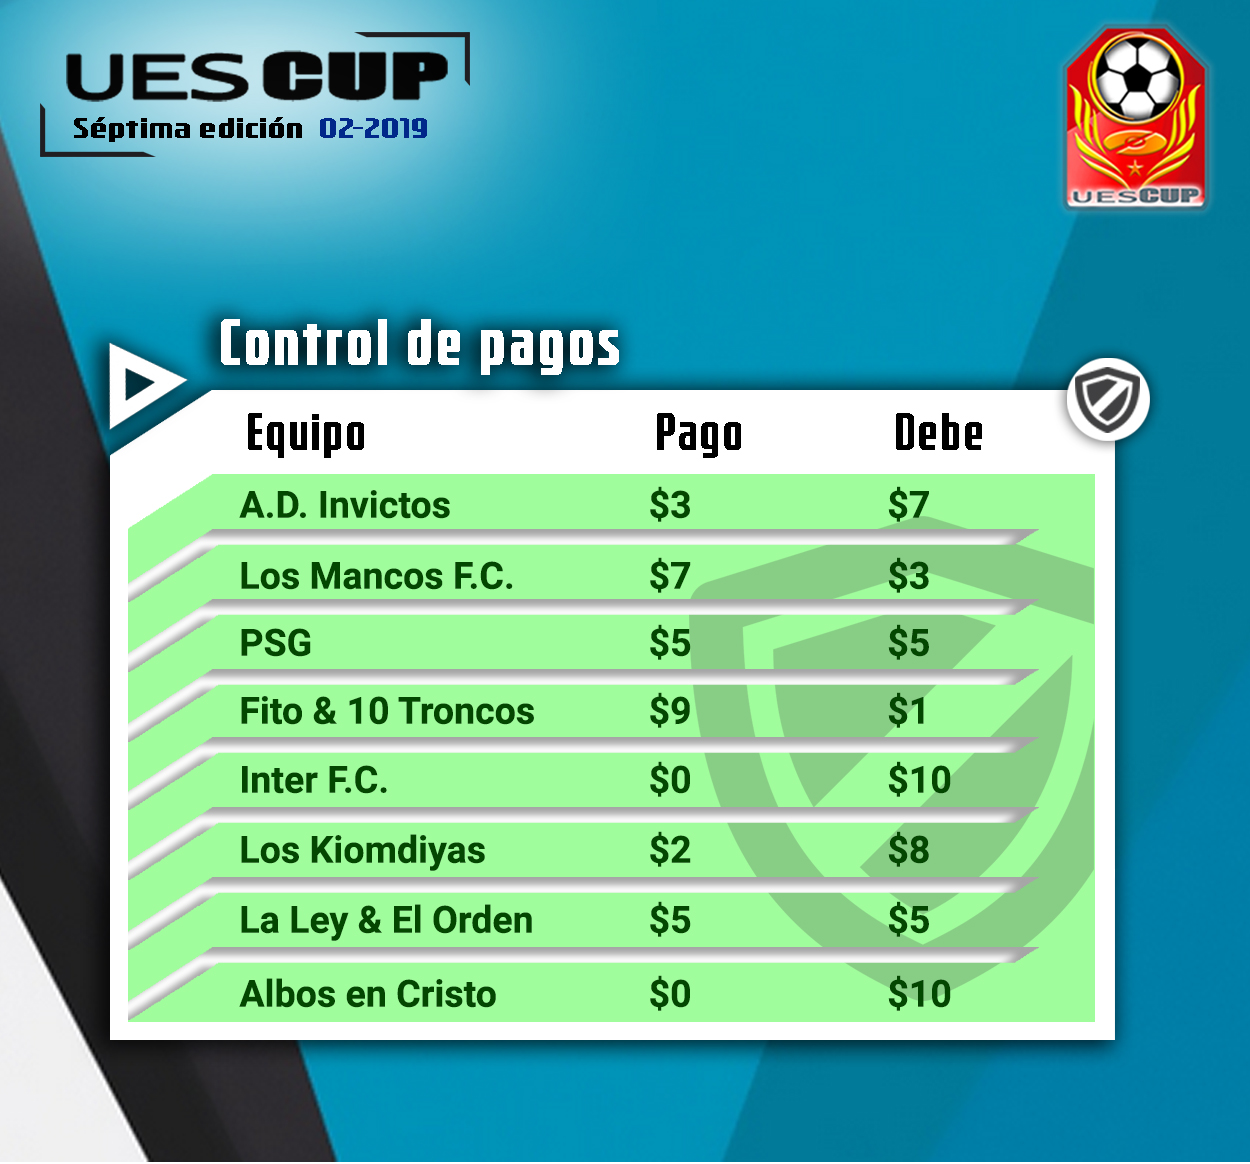 UES CUP
Séptima edición 02-2019
UESCUP
Control de pagos
Equipo Pago Debe
A.D. Invictos $3 $7
Los Mancos F.C. $7 $3
PSG $5 $5
Fito & 10 Troncos $9 $1
Inter F.C. $0 $10
Los Kiomdiyas $2 $8
La Ley & El Orden $5 $5
Albos en Cristo $0 $10